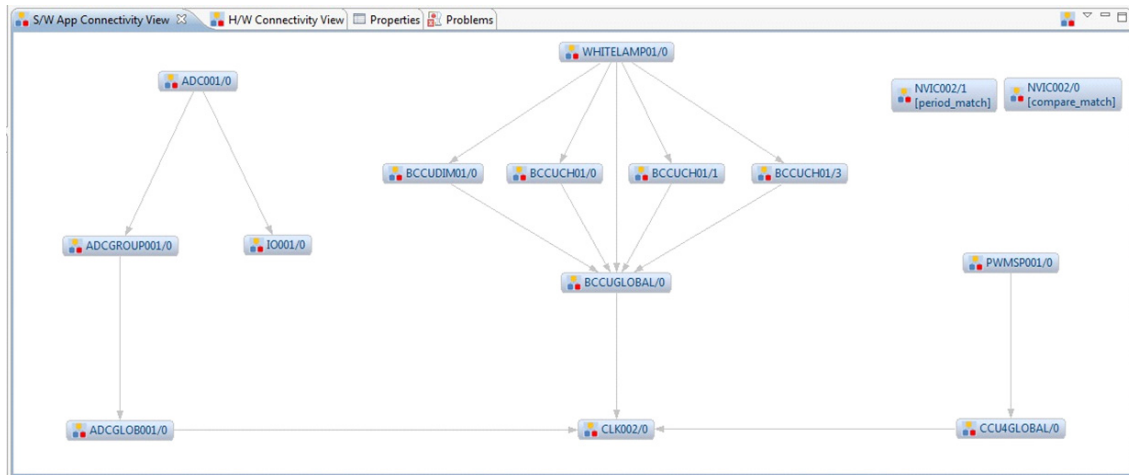 S/W App Connectivity View
H/W Connectivity View
Properties
Problems
WHITELAMP01/0
ADC001/0
NVIC002/1
[period_match]
NVIC002/0
[compare_match]
BCCUDIM01/0
BCCUCH01/0
BCCUCH01/1
BCCUCH01/3
ADCGROUP001/0
IO001/0
PWMSP001/0
BCCUGLOBAL/0
ADCGLOB001/0
CLK002/0
CCU4GLOBAL/0